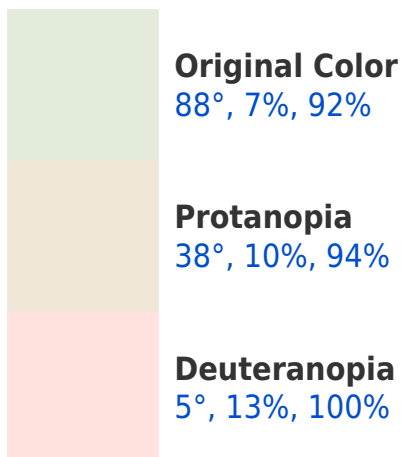 Original Color
88°, 7%, 92%
Protanopia
38°, 10%, 94%
Deuteranopia
5°, 13%, 100%